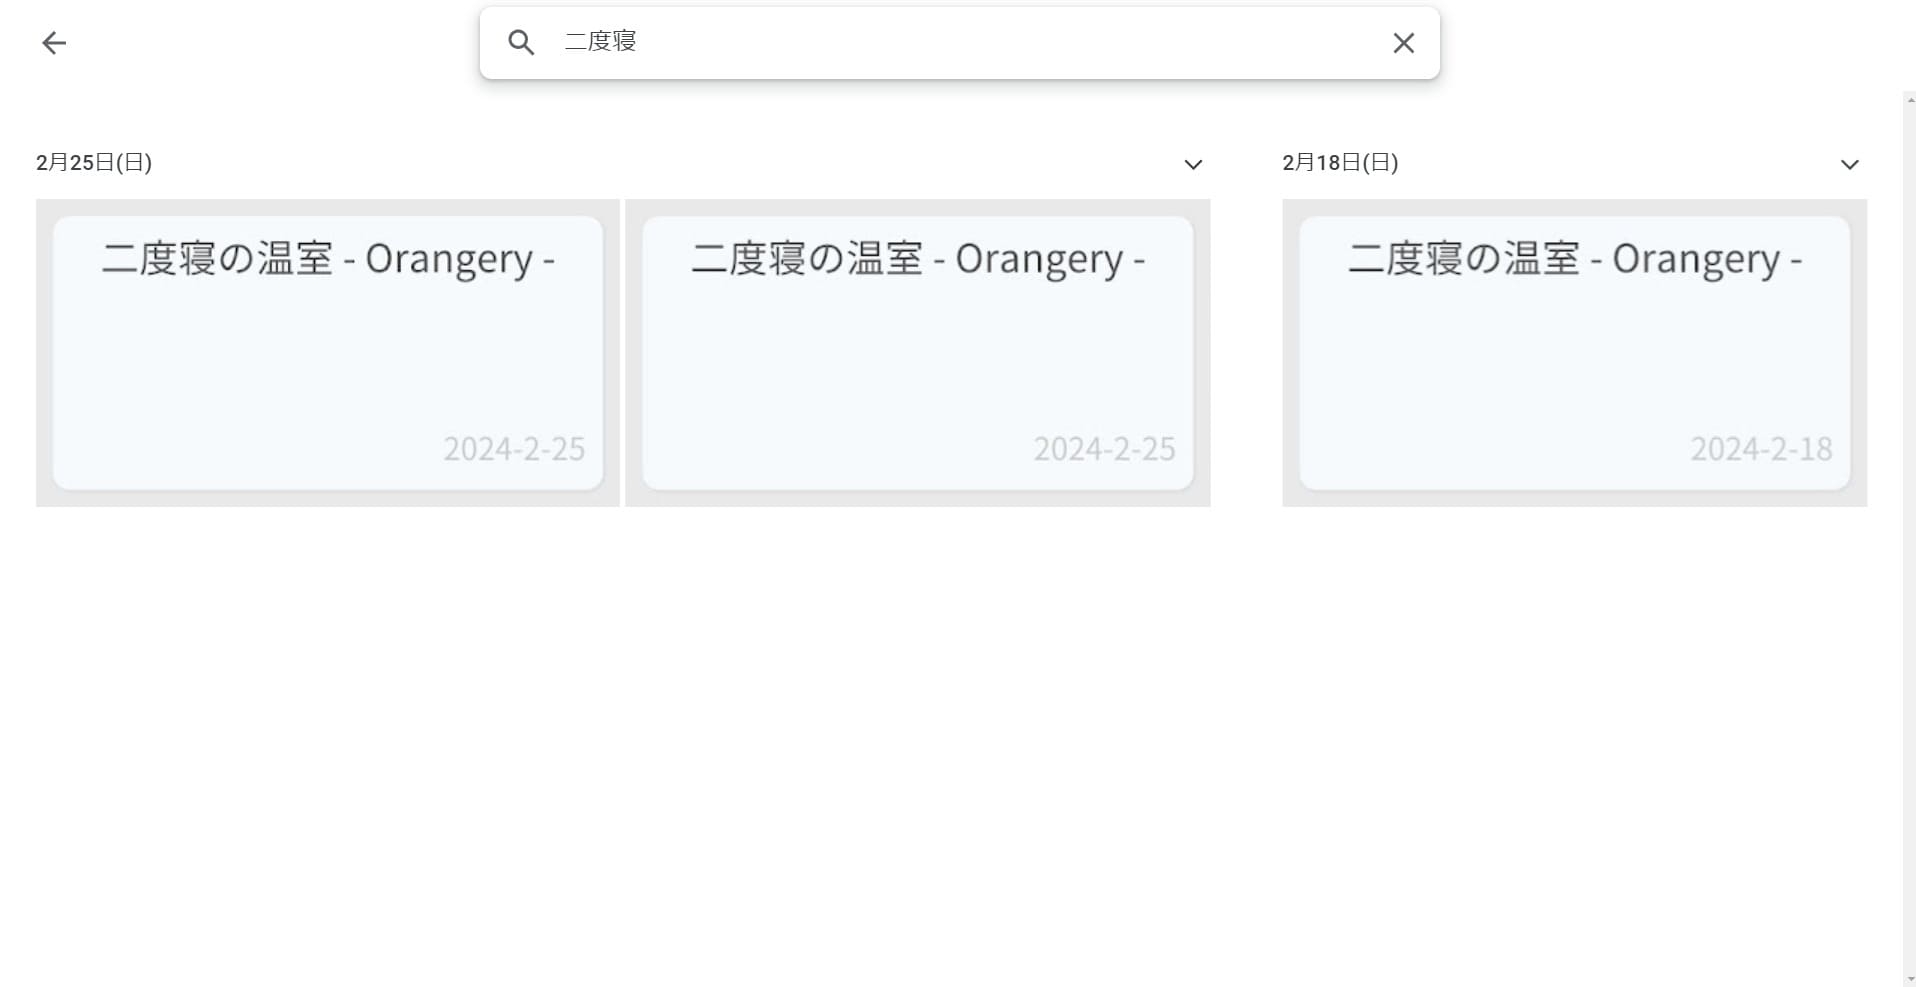 二度寝
2月25日(日)
二度寝の温室 - Orangery -
2024-2-25
二度寝の温室 - Orangery -
2024-2-25
2月18日(日)
二度寝の温室 - Orangery -
2024-2-18